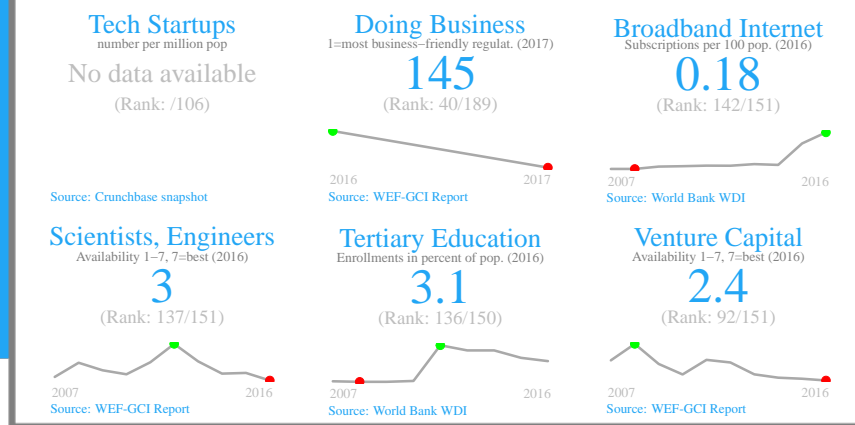 Tech Startups
number per million pop
No data available
(Rank: /106)
Source: Crunchbase snapshot
Doing Business
1=most business−friendly regulat. (2017)
145
(Rank: 40/189)
2016 2017
Source: WEF-GCI Report
Broadband Internet
Subscriptions per 100 pop. (2016)
0.18
(Rank: 142/151)
2007 2016
Source: World Bank WDI
Scientists, Engineers
Availability 1−7, 7=best (2016)
3
(Rank: 137/151)
2007 2016
Source: WEF-GCI Report
Tertiary Education
Enrollments in percent of pop. (2016)
3.1
(Rank: 136/150)
2007 2016
Source: World Bank WDI
Venture Capital
Availability 1−7, 7=best (2016)
2.4
(Rank: 92/151)
2007 2016
Source: WEF-GCI Report